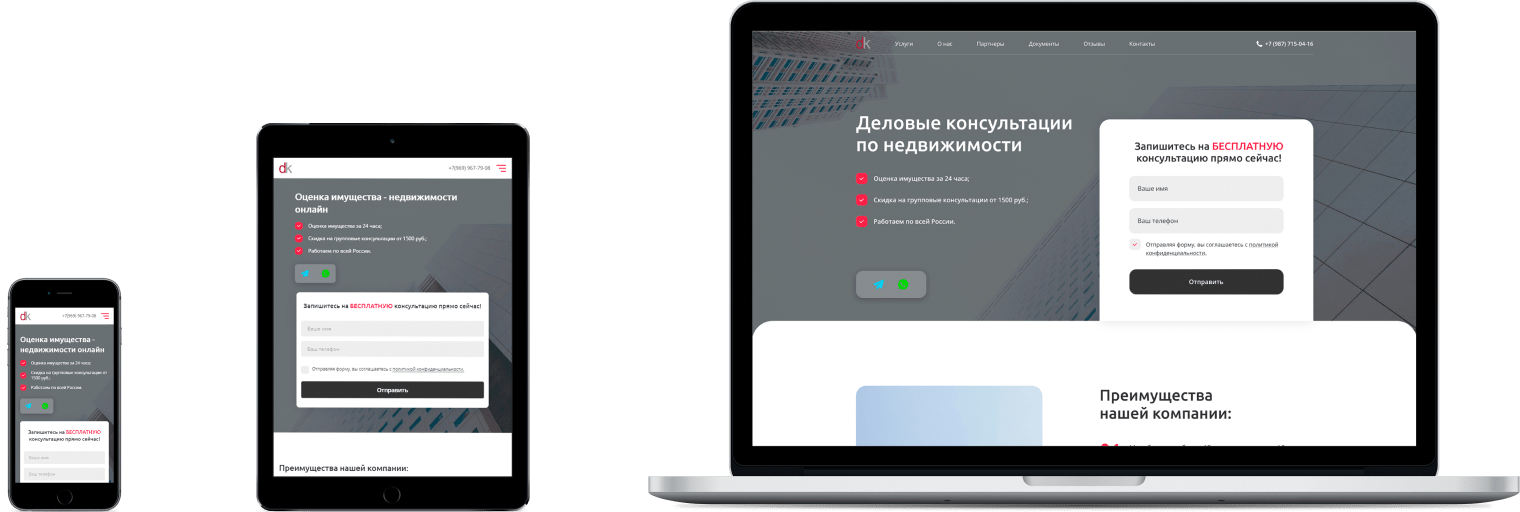 dk
+7(969) 967-79-08
Оценка имущества -
недвижимости онлайн
Оценка имущества за 24 часа;
Скидка на групповые консультации от
1500 руб.;
Работаем по всей России.
Запишитесь на БЕСПЛАТНУЮ
консультацию прямо сейчас!
Ваше имя
Ваш телефон
dk
+7(969) 967-79-08
Оценка имущества - недвижимости
онлайн
Оценка имущества за 24 часа;
Скидка на групповые консультации от 1500 руб.;
Работаем по всей России.
Запишитесь на БЕСПЛАТНУЮ консультацию прямо сейчас!
Ваше имя
Ваш телефон
Отправляя форму, вы соглашаетесь с политикой конфиденциальности.
Отправить
Преимущества нашей компании:
dk Услуги О нас Партнеры Документы Отзывы Контакты +7 (987) 715-04-16
Деловые консультации
по недвижимости
Оценка имущества за 24 часа;
Скидка на групповые консультации от 1500 руб.;
Работаем по всей России.
Запишитесь на БЕСПЛАТНУЮ
консультацию прямо сейчас!
Ваше имя
Ваш телефон
Отправляя форму, вы соглашаетесь с политикой
конфиденциальности.
Отправить
Преимущества
нашей компании: